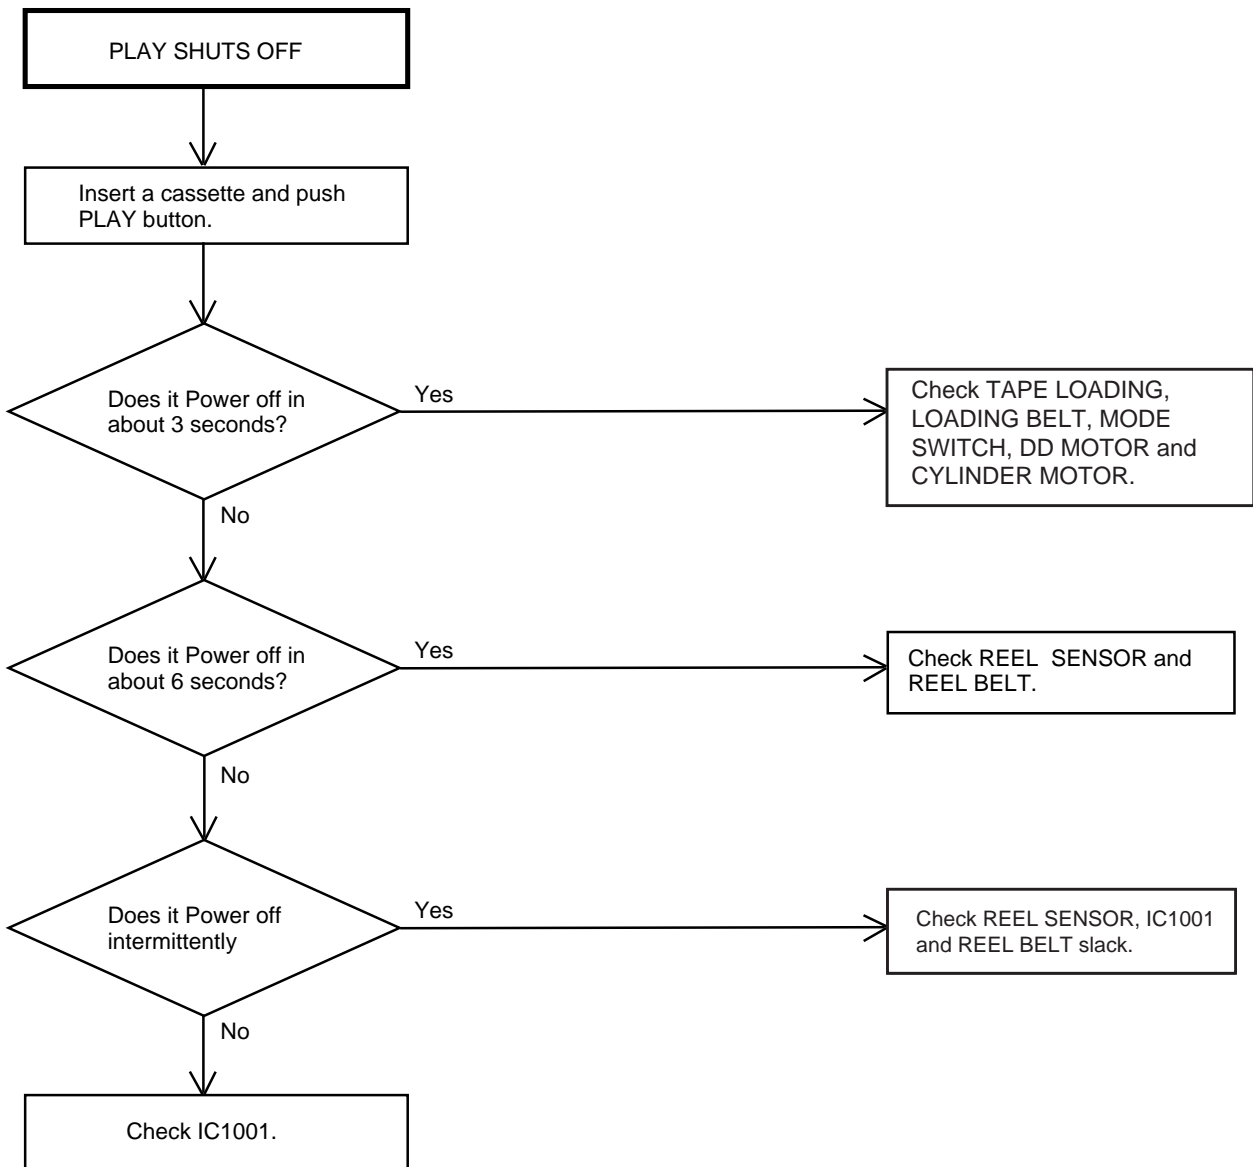 PLAY SHUTS OFF
Insert a cassette and push
PLAY button.
Does it Power off in
about 3 seconds?
Yes
Check TAPE LOADING,
LOADING BELT, MODE
SWITCH, DD MOTOR and
CYLINDER MOTOR.
No
Does it Power off in
about 6 seconds?
Yes
Check REEL  SENSOR and
REEL BELT.
No
Does it Power off
intermittently
Yes
Check REEL SENSOR, IC1001
and REEL BELT slack.
No
Check IC1001.